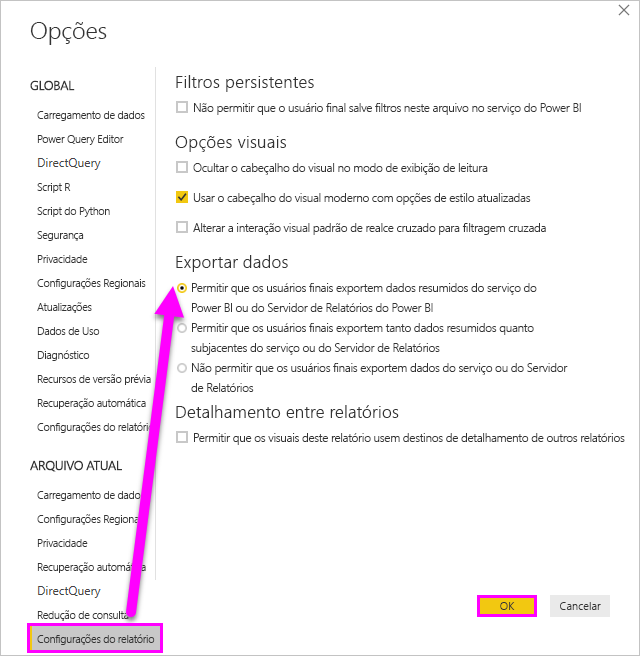 Opções
GLOBAL
Carregamento de dados
Power Query Editor
DirectQuery
Script R
Script do Python
Segurança
Privacidade
Configurações Regionais
Atualizações
Dados de Uso
Diagnóstico
Recursos de versão prévia
Recuperação automática
Configurações do relatório
ARQUIVO ATUAL
Carregamento de dados
Configurações Regionais
Privacidade
Recuperação automática
DirectQuery
Redução de consulta
Configurações do relatório
Filtros persistentes
Não permitir que o usuário final salve filtros neste arquivo no serviço do Power BI
Opções visuais
Ocultar o cabeçalho do visual no modo de exibição de leitura
Usar o cabeçalho do visual moderno com opções de estilo atualizadas
Alterar a interação visual padrão de realce cruzado para filtragem cruzada
Exportar dados
Permitir que os usuários finais exportem dados resumidos do serviço do
Power BI ou do Servidor de Relatórios do Power BI
Permitir que os usuários finais exportem tanto dados resumidos quanto
subjacentes do serviço ou do Servidor de Relatórios
Não permitir que os usuários finais exportem dados do serviço ou do Servidor
de Relatórios
Detalhamento entre relatórios
Permitir que os visuais deste relatório usem destinos de detalhamento de outros relatórios
OK
Cancelar